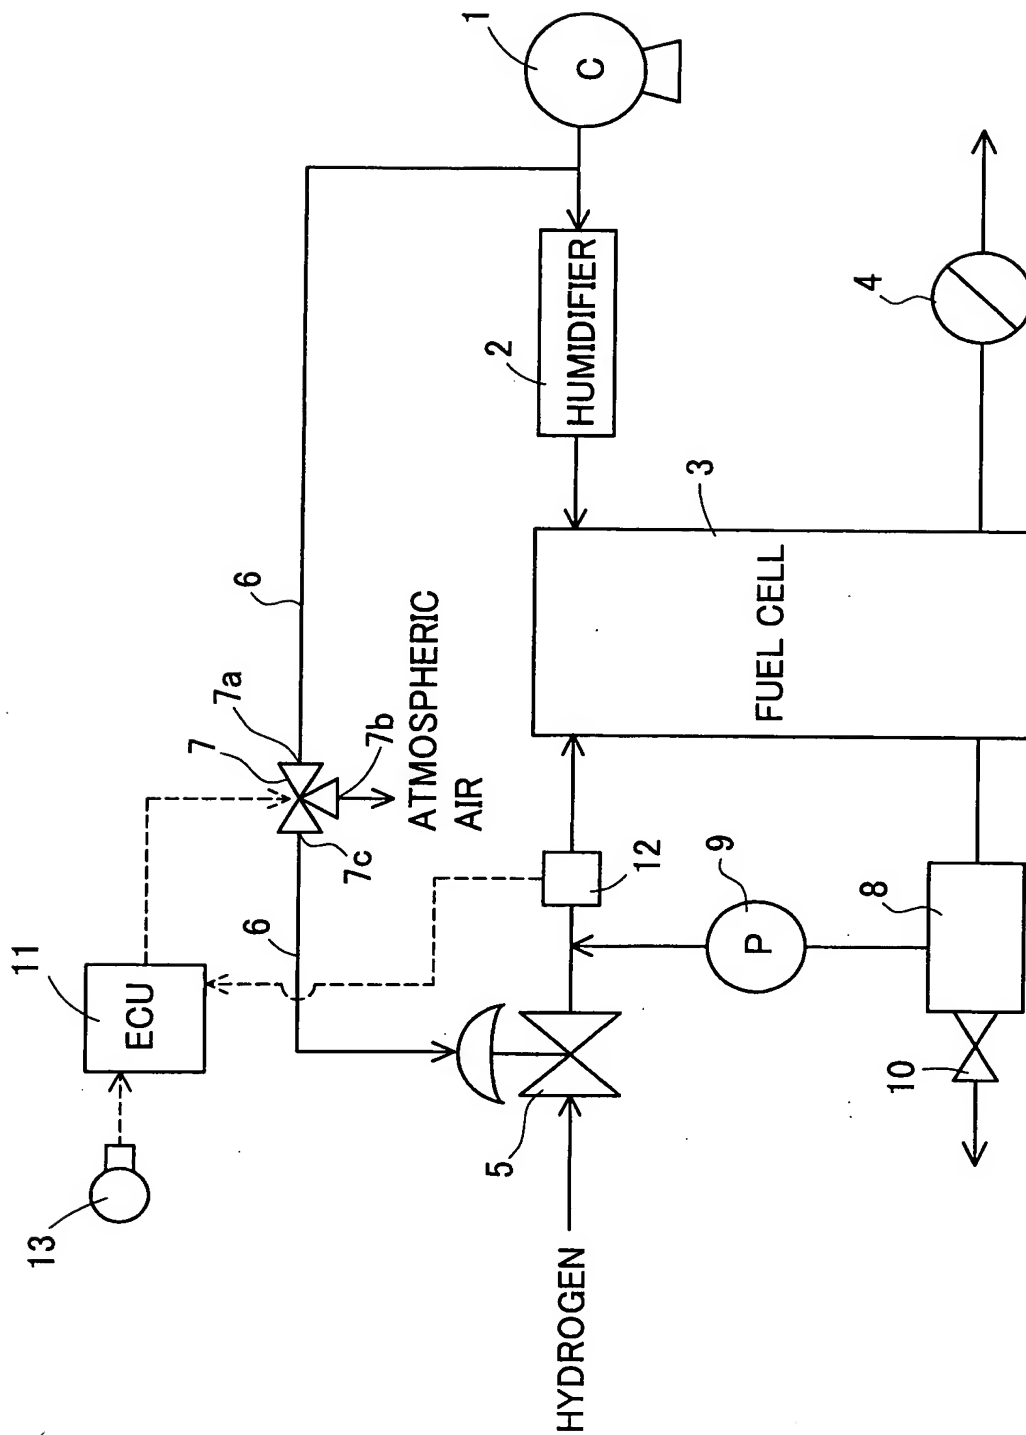 13
11
ECU
6
7
7a
7b
7c
6
ATMOSPHERIC
AIR
1
C
2
HUMIDIFIER
3
FUEL CELL
4
12
9
P
8
10
5
HYDROGEN